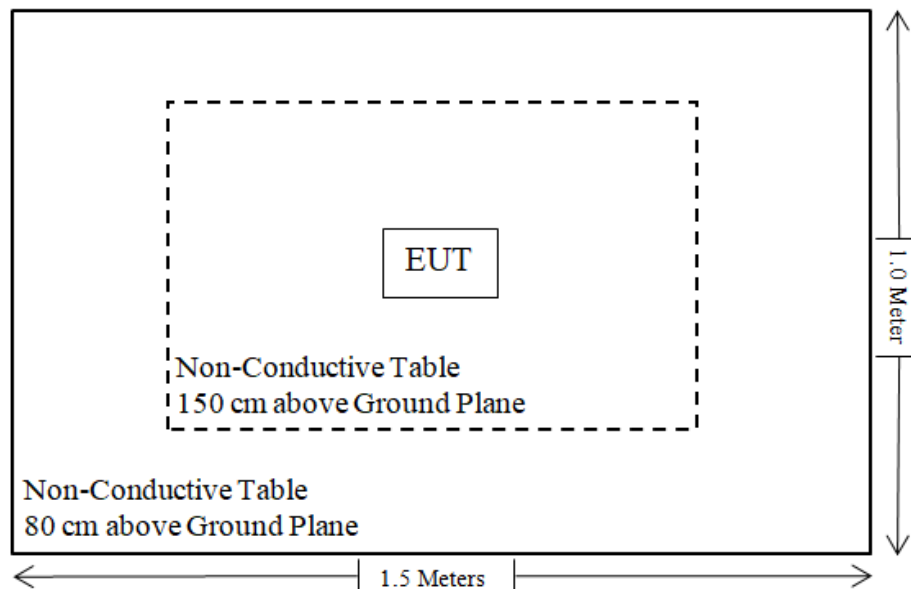 EUT
Non-Conductive Table
150 cm above Ground Plane
Non-Conductive Table
80 cm above Ground Plane
1.0 Meter
1.5 Meters